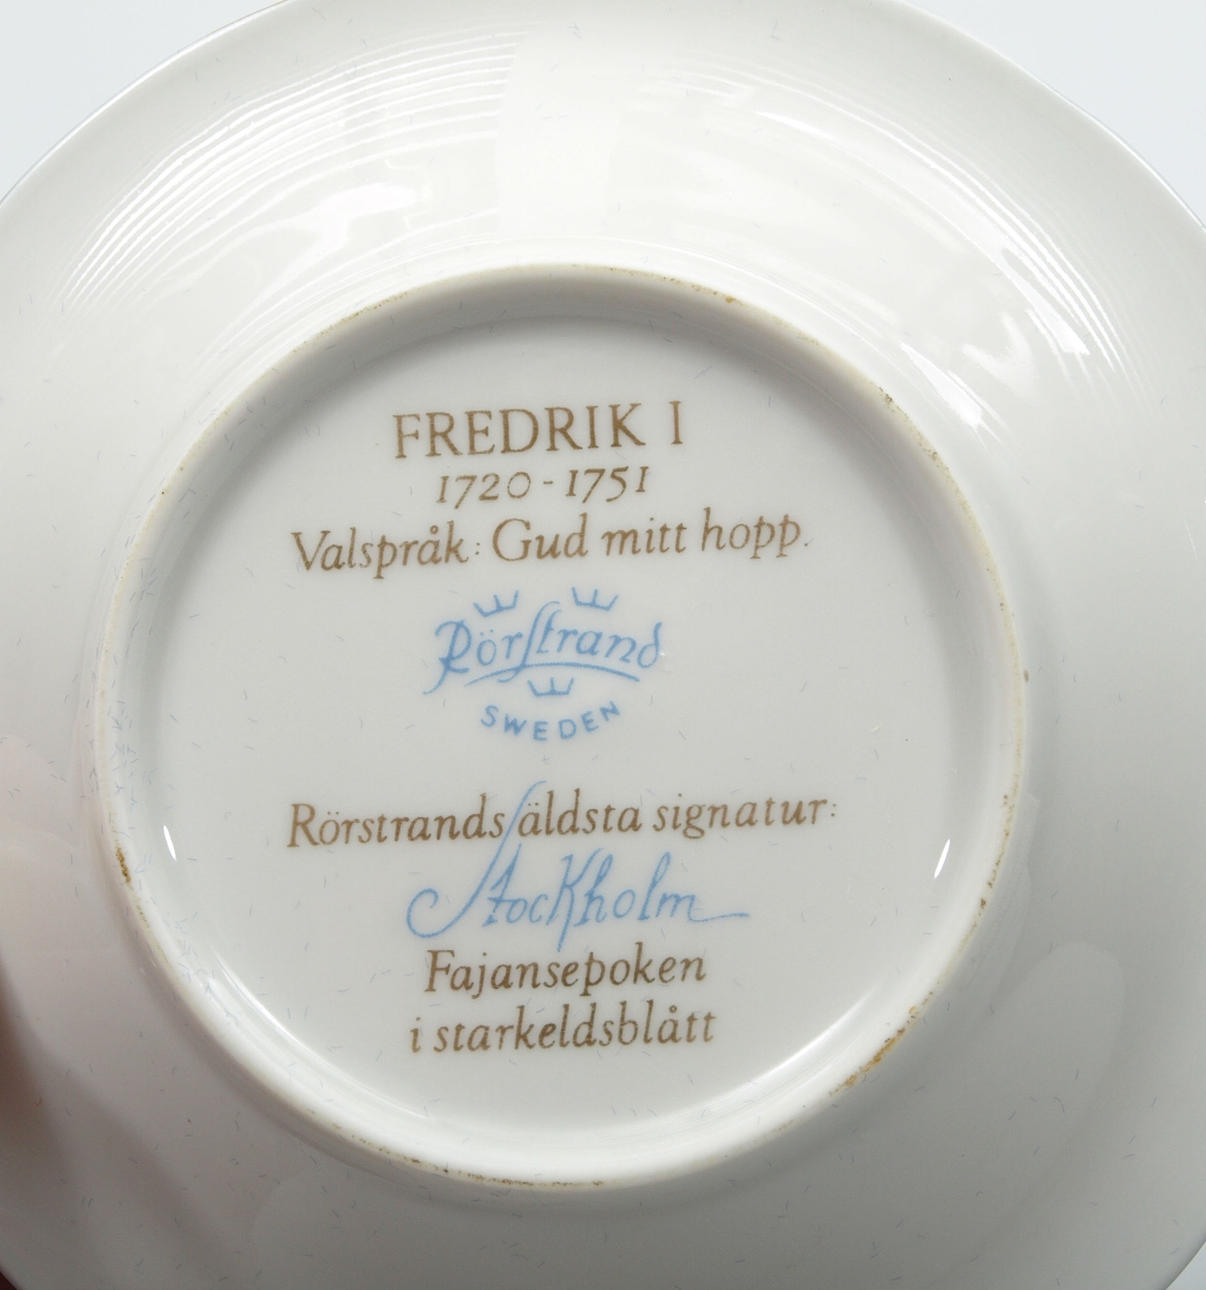 FREDRIK I
1720-1751
Valspråk: Gud mitt hopp.
Rörstrand
SWEDEN
Rörstrands äldsta signatur:
Stockholm
Fajansepoken
i starkeldsblått